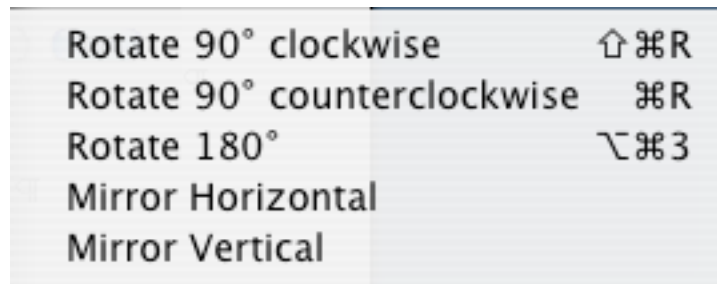 Rotate 90° clockwise ⇧⌘R
Rotate 90° counterclockwise ⌘R
Rotate 180° ⌥⌘3
Mirror Horizontal
Mirror Vertical